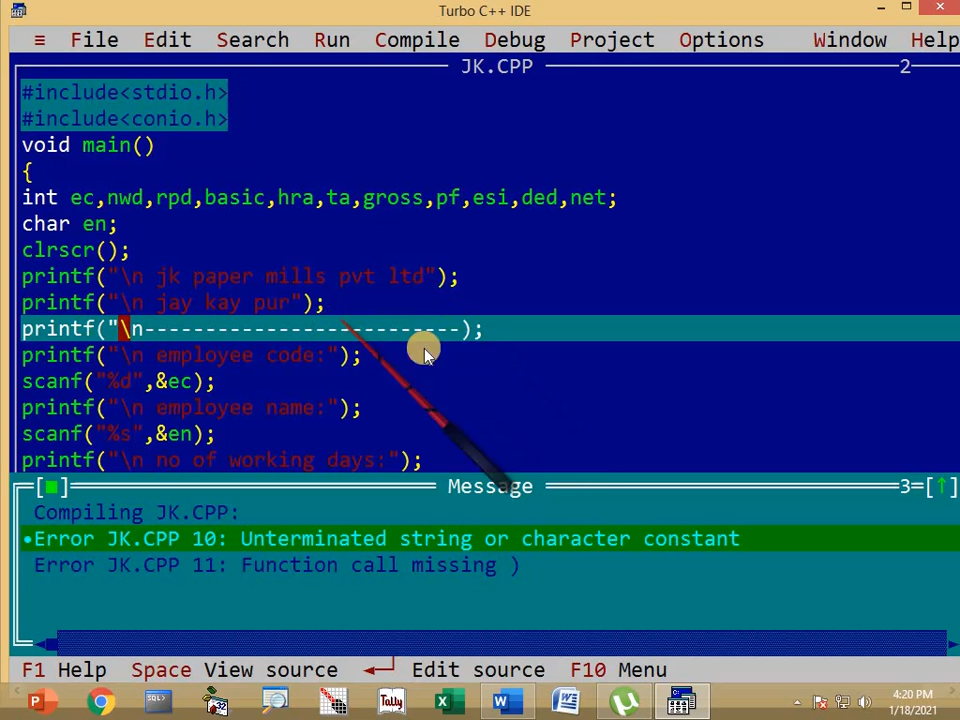 Turbo C++ IDE
≡ File Edit Search Run Compile Debug Project Options Window Help
JK.CPP 2
#include<stdio.h>
#include<conio.h>
void main()
{
int ec,nwd,rpd,basic,hra,ta,gross,pf,esi,ded,net;
char en;
clrscr();
printf("\n jk paper mills pvt ltd");
printf("\n jay kay pur");
printf("\n--------------------------);
printf("\n employee code:");
scanf("%d",&ec);
printf("\n employee name:");
scanf("%s",&en);
printf("\n no of working days:");
[■] Message 3=[↑]
Compiling JK.CPP:
•Error JK.CPP 10: Unterminated string or character constant
Error JK.CPP 11: Function call missing )
F1 Help Space View source ←┘ Edit source F10 Menu
4:20 PM
1/18/2021